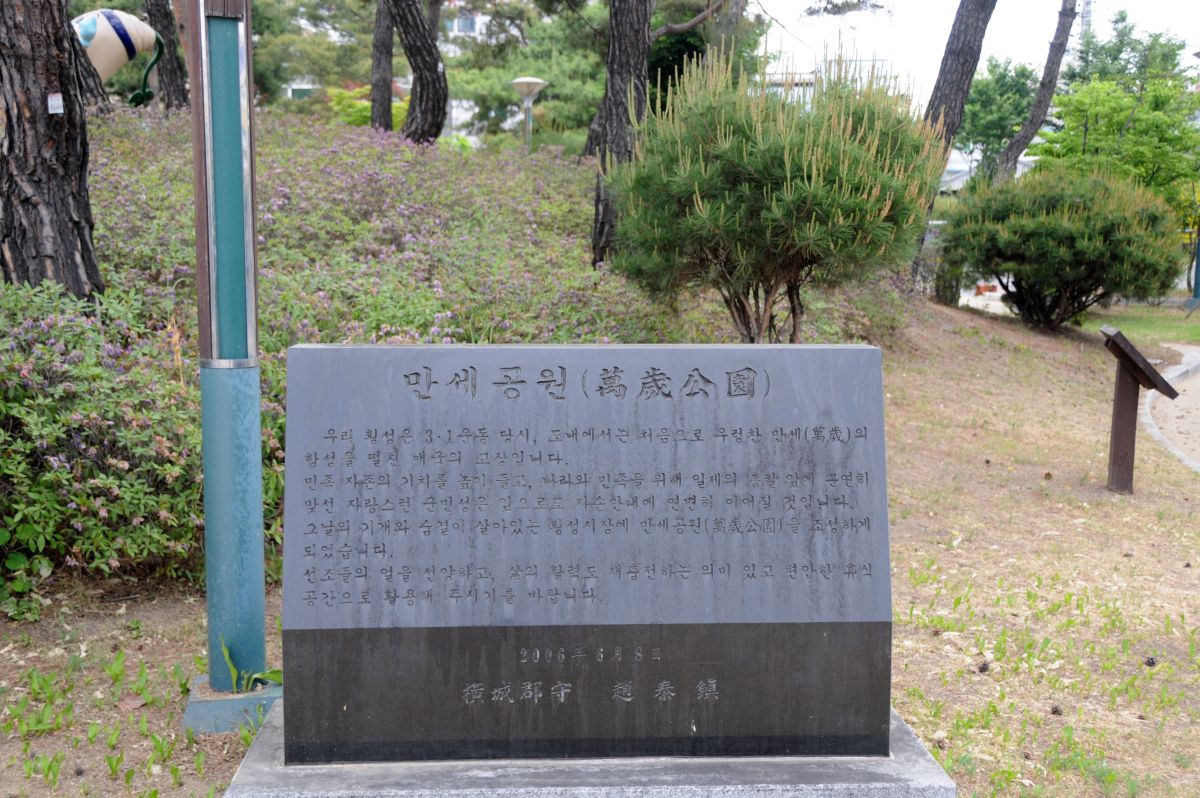 만세공원(萬歲公園)
우리 횡성은 3·1운동 당시, 도내에서는 처음으로 우렁찬 만세(萬歲)의
함성을 떨친 애국의 고장입니다.
민족 자존의 기치를 높이 들고, 나라와 민족을 위해 일제의 총칼 앞에 분연히
맞선 자랑스런 군민성은 앞으로도 자손만대에 연면히 이어질 것입니다.
그날의 기개와 숨결이 살아있는 횡성시장에 만세공원(萬歲公園)을 조성하게
되었습니다.
선조들의 얼을 선양하고, 삶의 활력도 재충전하는 의미 있고 편안한 휴식
공간으로 활용해 주시기를 바랍니다.
2006年 6月 8日
橫城郡守 趙泰鎭